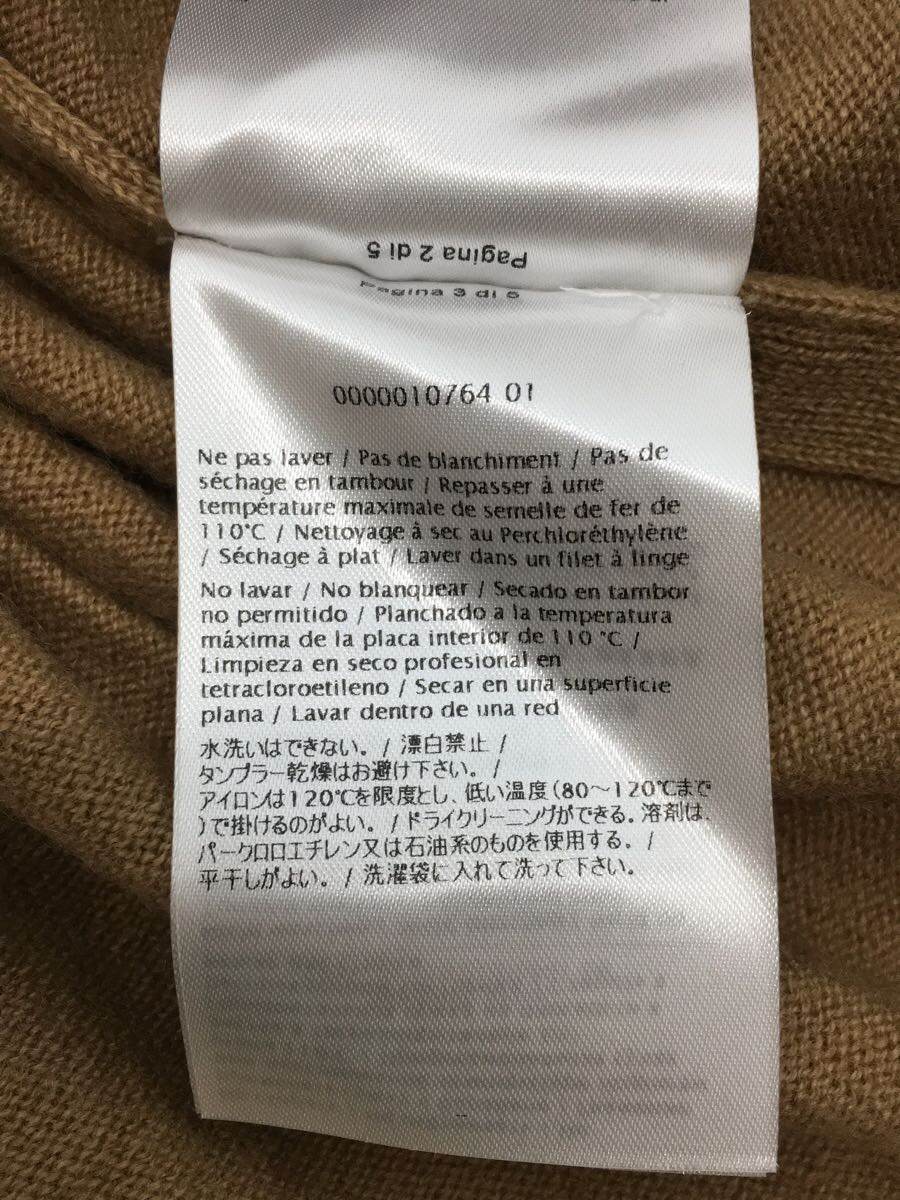 Pagina 2 di 5
Pagina 3 di 5
0000010764 01
Ne pas laver / Pas de blanchiment / Pas de
séchage en tambour / Repasser à une
température maximale de semelle de fer de
110°C / Nettoyage à sec au Perchloréthylène
/ Séchage à plat / Laver dans un filet à linge
No lavar / No blanquear / Secado en tambor
no permitido / Planchado a la temperatura
máxima de la placa interior de 110 °C /
Limpieza en seco profesional en
tetracloroetileno / Secar en una superficie
plana / Lavar dentro de una red
水洗いはできない。 / 漂白禁止 /
タンブラー乾燥はお避け下さい。 /
アイロンは120℃を限度とし、低い温度(80～120℃まで
)で掛けるのがよい。 / ドライクリーニングができる。溶剤は、
パークロロエチレン又は石油系のものを使用する。 /
平干しがよい。 / 洗濯袋に入れて洗って下さい。